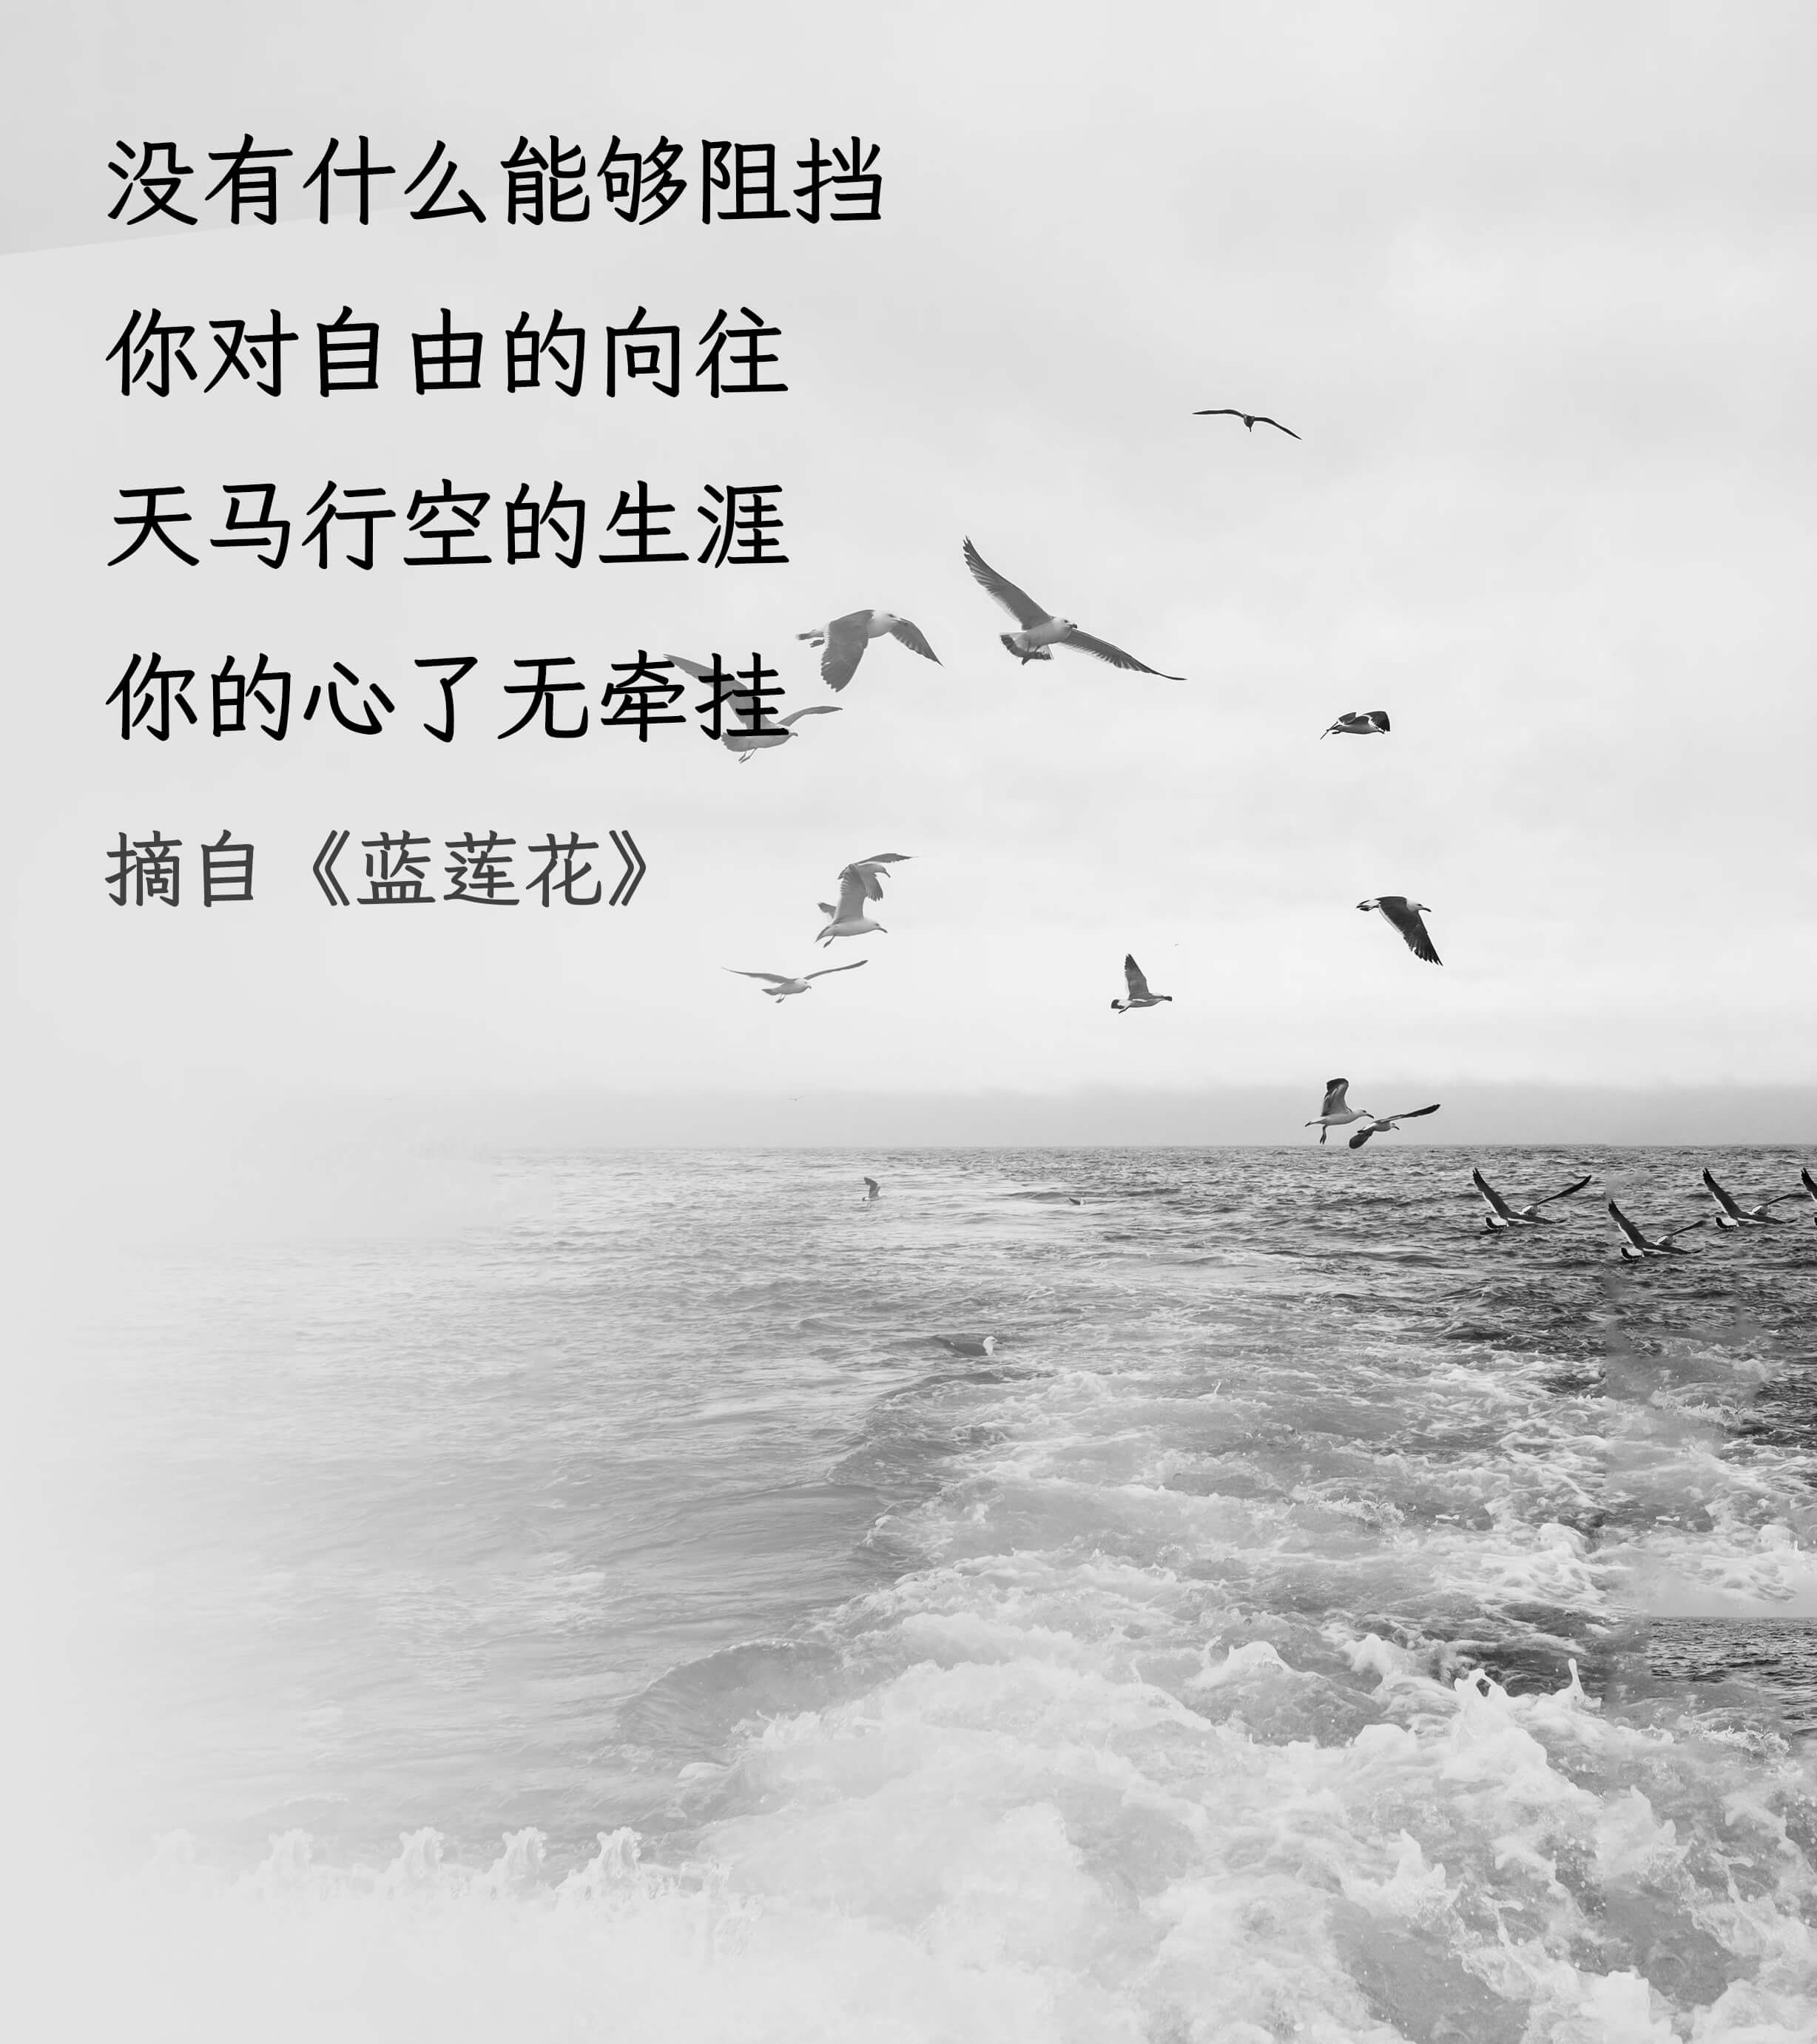 没有什么能够阻挡
你对自由的向往
天马行空的生涯
你的心了无牵挂
摘自《蓝莲花》